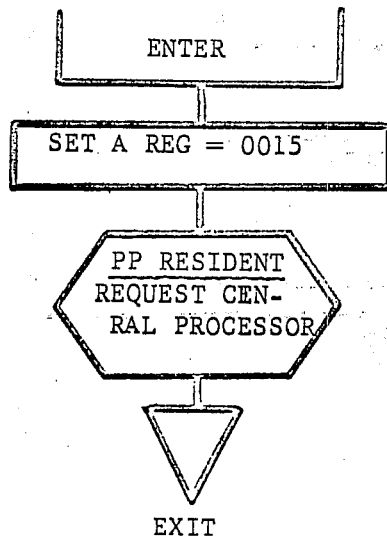 ENTER
SET A REG = 0015
PP RESIDENT
REQUEST CEN-
RAL PROCESSOR
EXIT